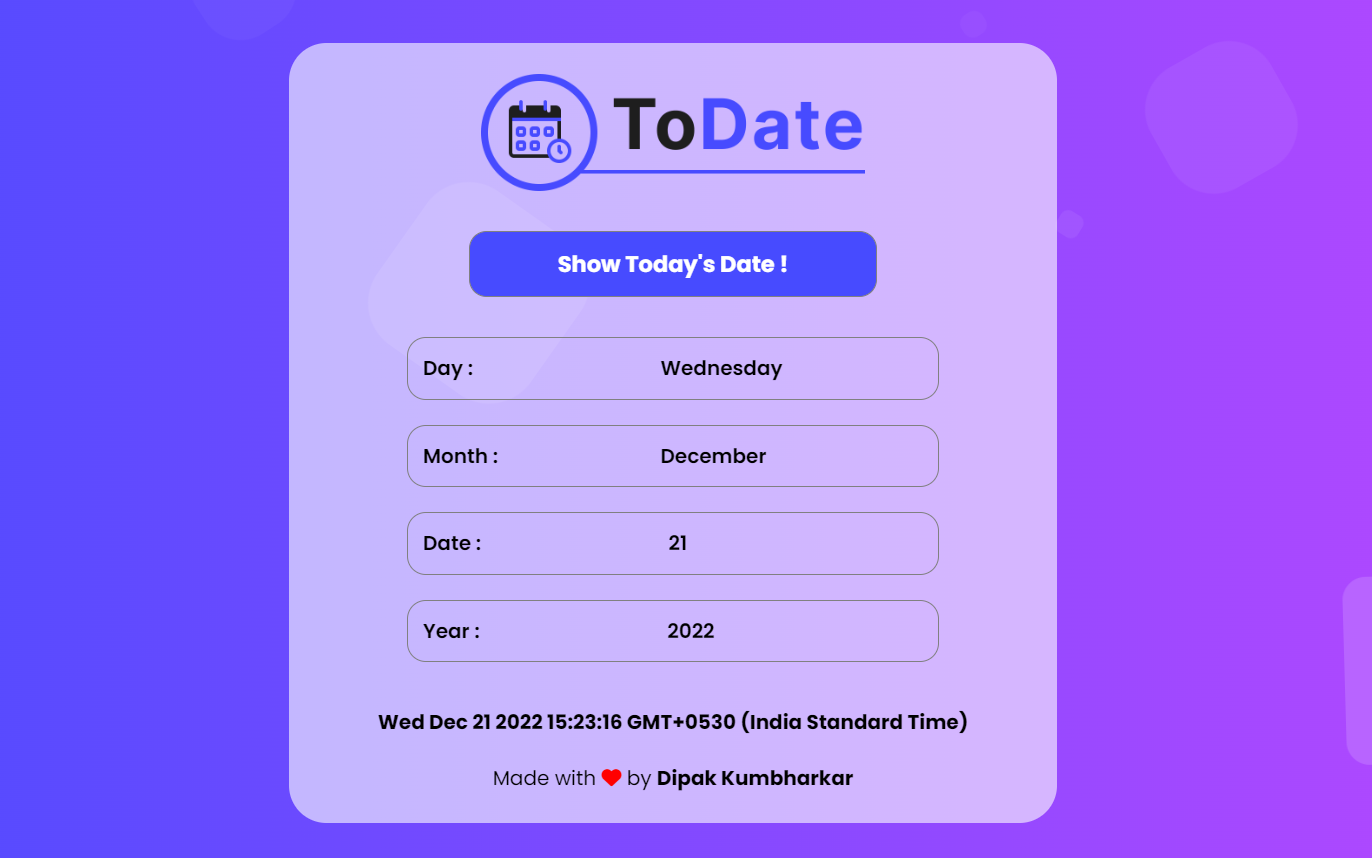 ToDate
Show Today's Date !
Day : Wednesday
Month : December
Date : 21
Year : 2022
Wed Dec 21 2022 15:23:16 GMT+0530 (India Standard Time)
Made with ❤ by Dipak Kumbharkar